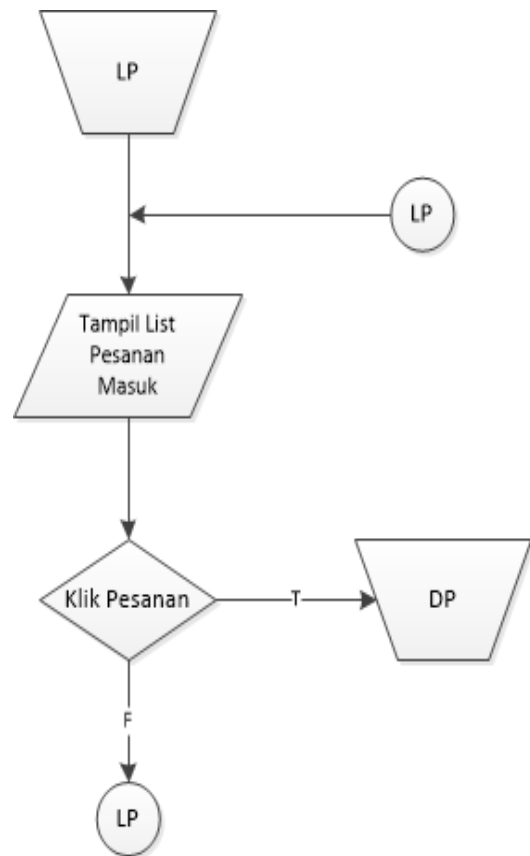 LP
LP
Tampil List
Pesanan
Masuk
Klik Pesanan
T
DP
F
LP